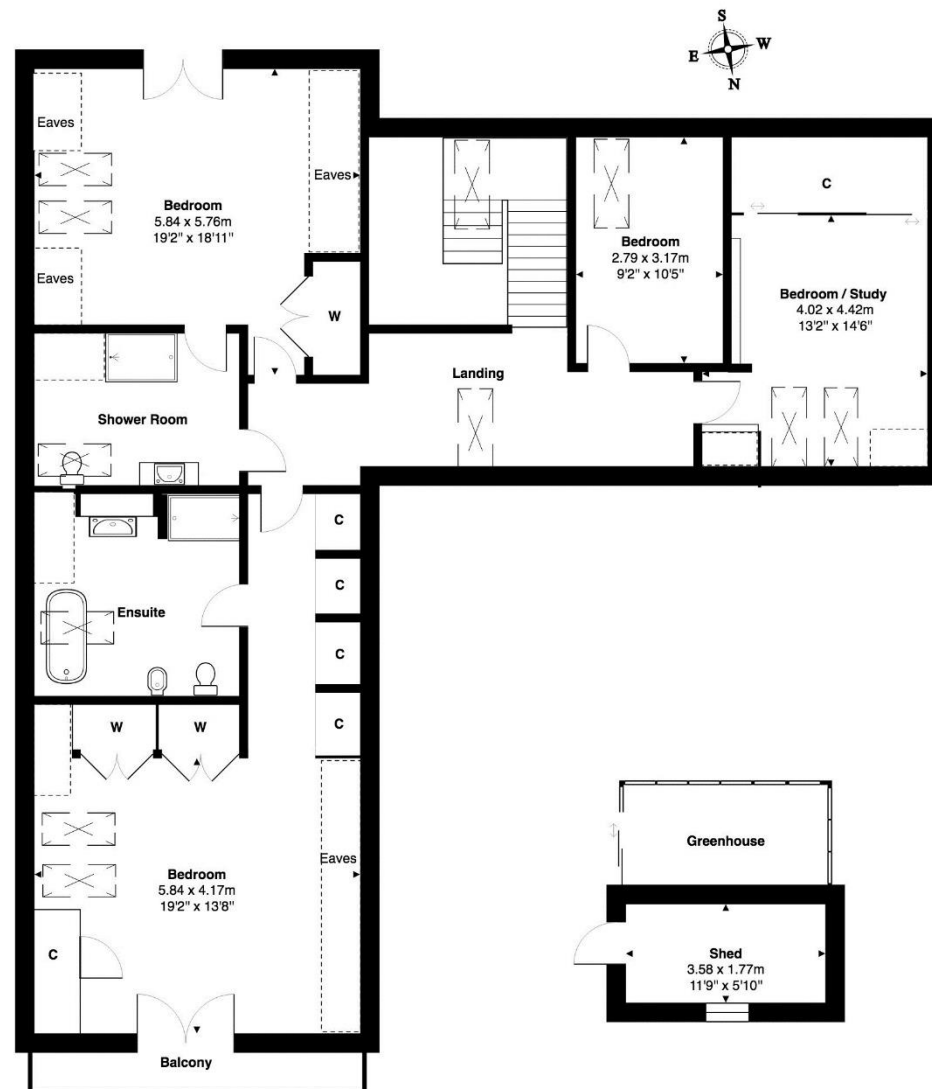 S
E W
N
Eaves
Eaves
Eaves
Bedroom
5.84 x 5.76m
19'2" x 18'11"
W
Bedroom
2.79 x 3.17m
9'2" x 10'5"
C
Bedroom / Study
4.02 x 4.42m
13'2" x 14'6"
Landing
Shower Room
C
C
C
C
Ensuite
W
W
Eaves
Bedroom
5.84 x 4.17m
19'2" x 13'8"
C
Balcony
Greenhouse
Shed
3.58 x 1.77m
11'9" x 5'10"